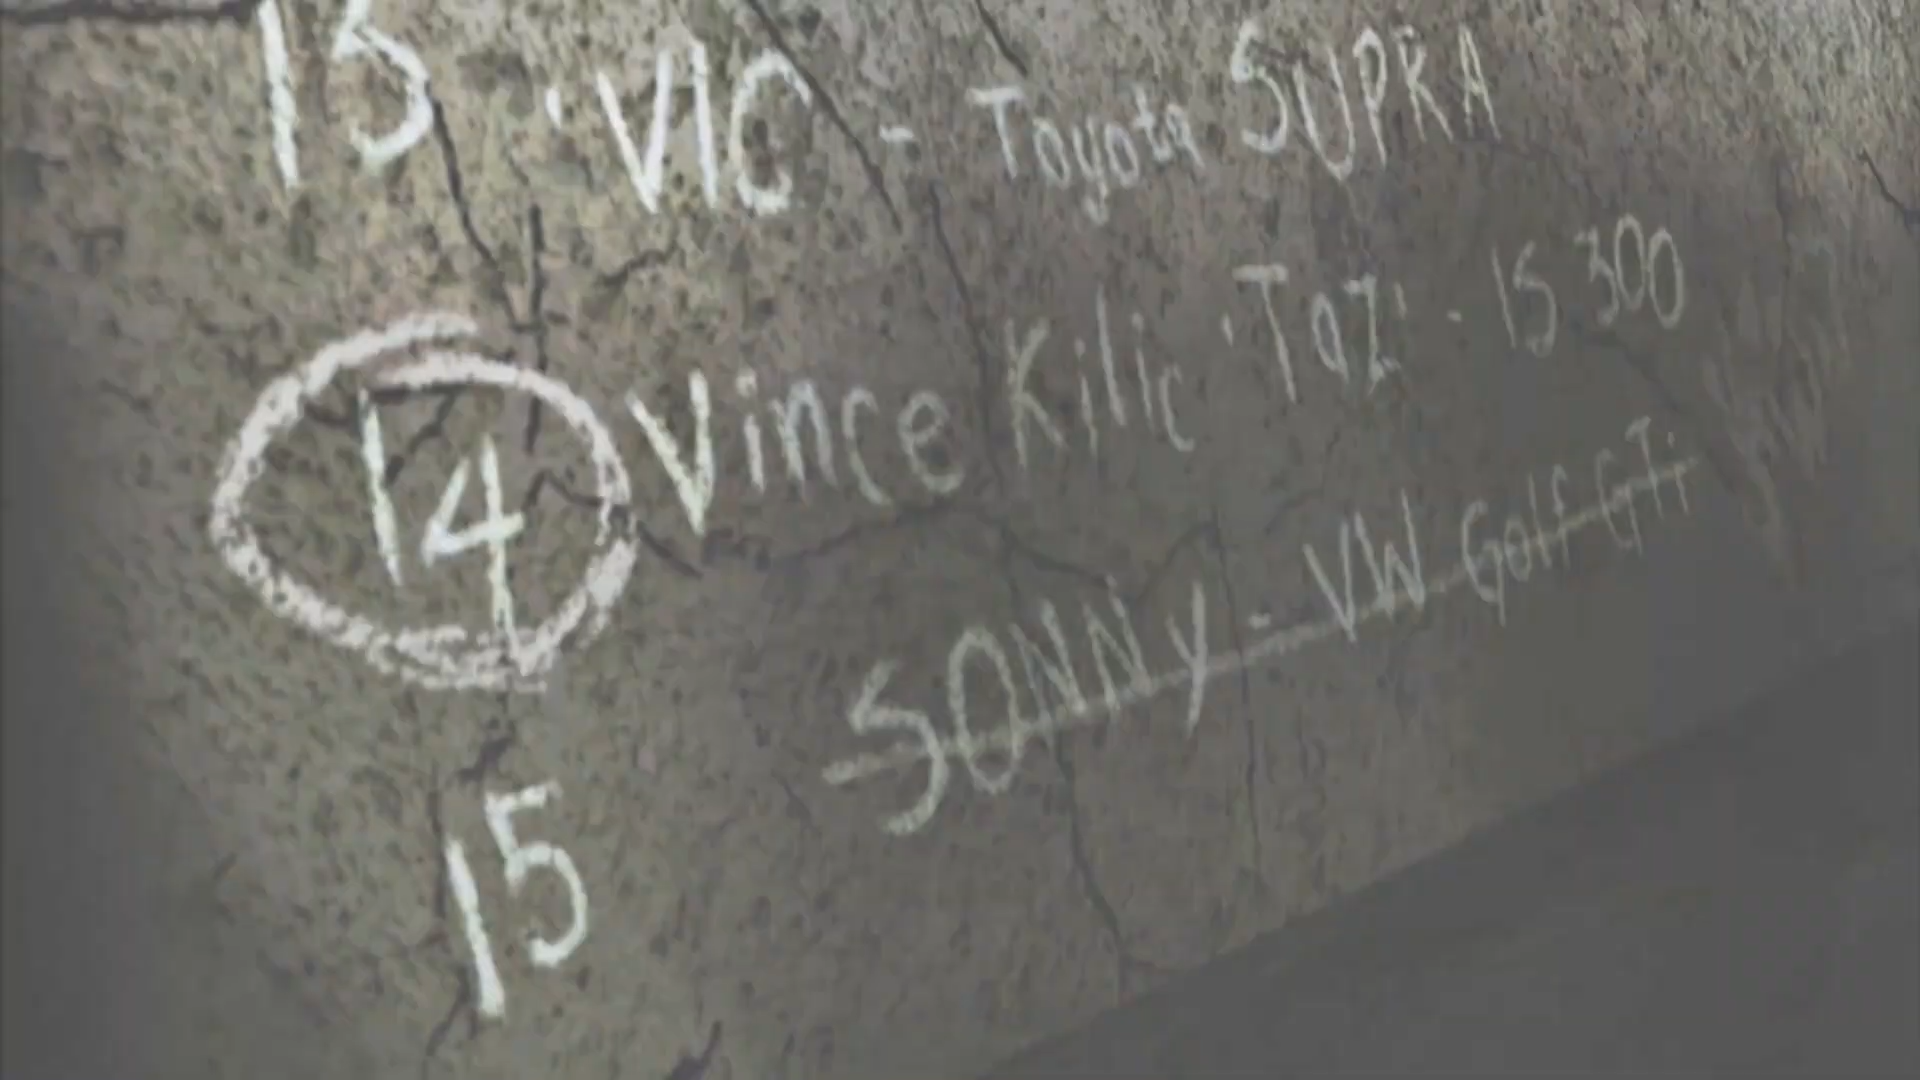 13 'VIC - Toyota SUPRA
14 Vince Kilic 'TAZ' - IS 300
15 SONNY - VW Golf GTi